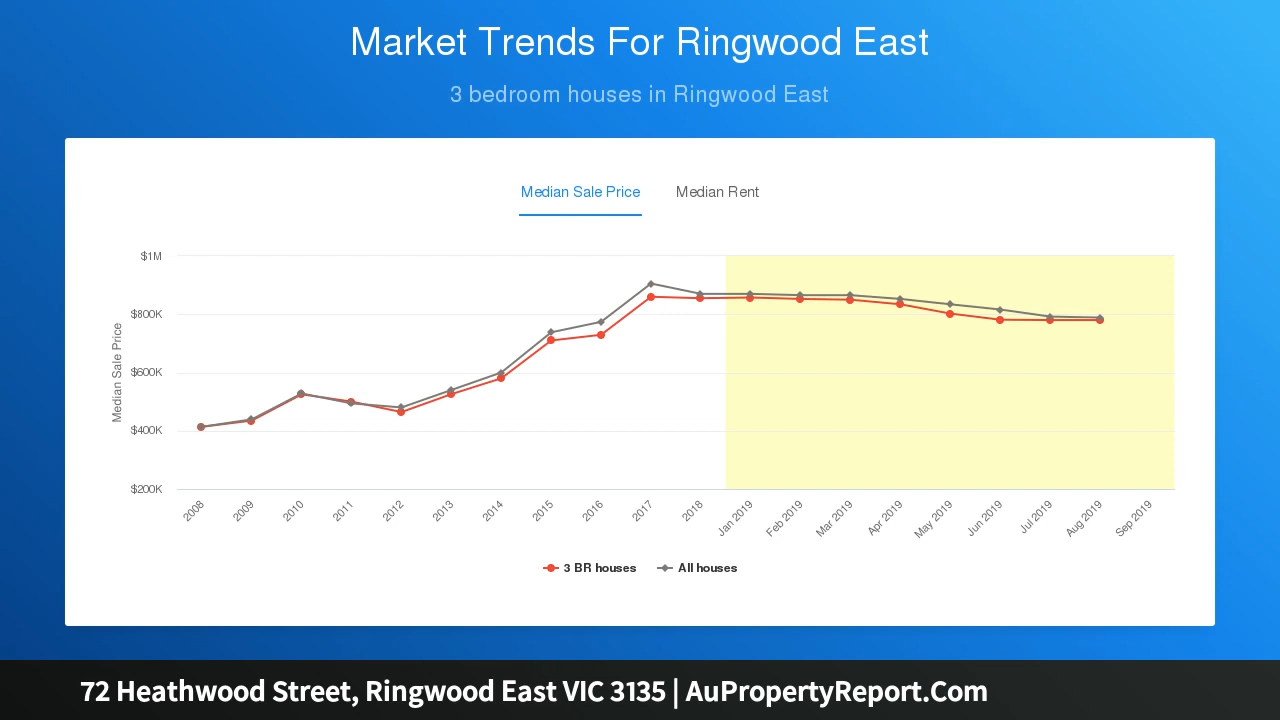 Market Trends For Ringwood East
3 bedroom houses in Ringwood East
Median Sale Price Median Rent
Median Sale Price
$1M
$800K
$600K
$400K
$200K
2008 2009 2010 2011 2012 2013 2014 2015 2016 2017 2018 Jan 2019 Feb 2019 Mar 2019 Apr 2019 May 2019 Jun 2019 Jul 2019 Aug 2019 Sep 2019
3 BR houses All houses
72 Heathwood Street, Ringwood East VIC 3135 | AuPropertyReport.Com